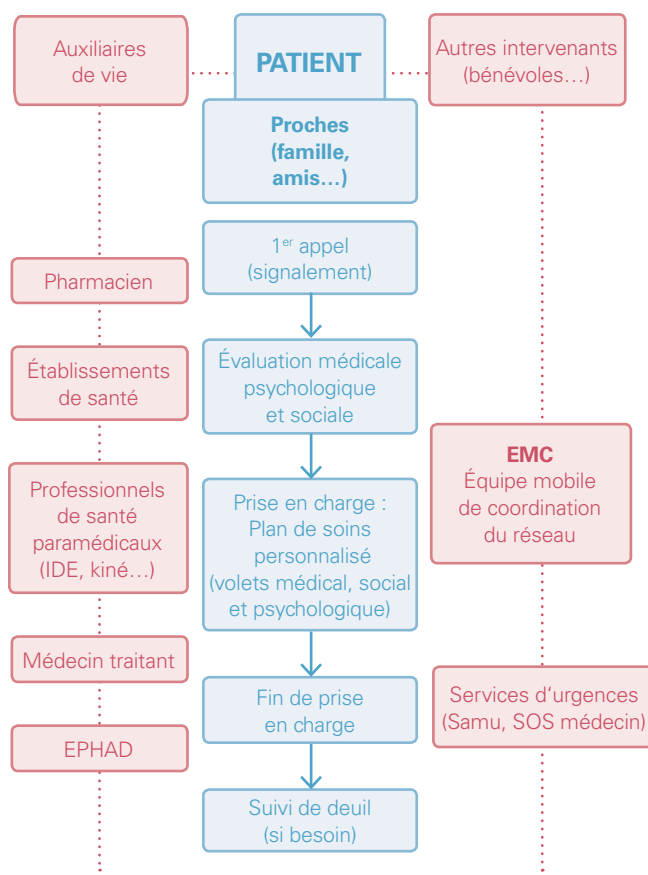 Auxiliaires
de vie
PATIENT
Autres intervenants
(bénévoles…)
Proches
(famille,
amis…)
1er appel
(signalement)
Pharmacien
Évaluation médicale
psychologique
et sociale
Établissements
de santé
EMC
Équipe mobile
de coordination
du réseau
Professionnels
de santé
paramédicaux
(IDE, kiné…)
Prise en charge :
Plan de soins
personnalisé
(volets médical, social
et psychologique)
Médecin traitant
Fin de prise
en charge
Services d'urgences
(Samu, SOS médecin)
EPHAD
Suivi de deuil
(si besoin)